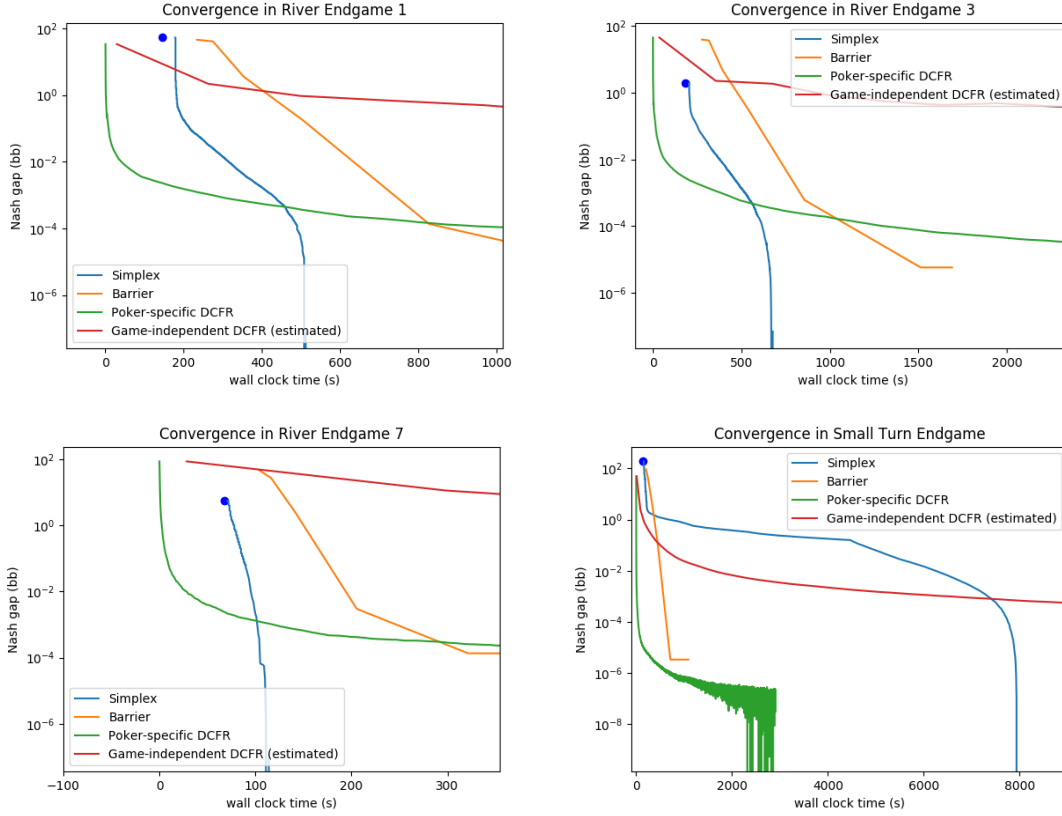 Convergence in River Endgame 1
Nash gap (bb)
10^2
10^0
10^-2
10^-4
10^-6
Simplex
Barrier
Poker-specific DCFR
Game-independent DCFR (estimated)
0 200 400 600 800 1000
wall clock time (s)
Convergence in River Endgame 3
Nash gap (bb)
10^2
10^0
10^-2
10^-4
10^-6
Simplex
Barrier
Poker-specific DCFR
Game-independent DCFR (estimated)
0 500 1000 1500 2000
wall clock time (s)
Convergence in River Endgame 7
Nash gap (bb)
10^2
10^0
10^-2
10^-4
10^-6
Simplex
Barrier
Poker-specific DCFR
Game-independent DCFR (estimated)
−100 0 100 200 300
wall clock time (s)
Convergence in Small Turn Endgame
Nash gap (bb)
10^2
10^0
10^-2
10^-4
10^-6
10^-8
Simplex
Barrier
Poker-specific DCFR
Game-independent DCFR (estimated)
0 2000 4000 6000 8000
wall clock time (s)